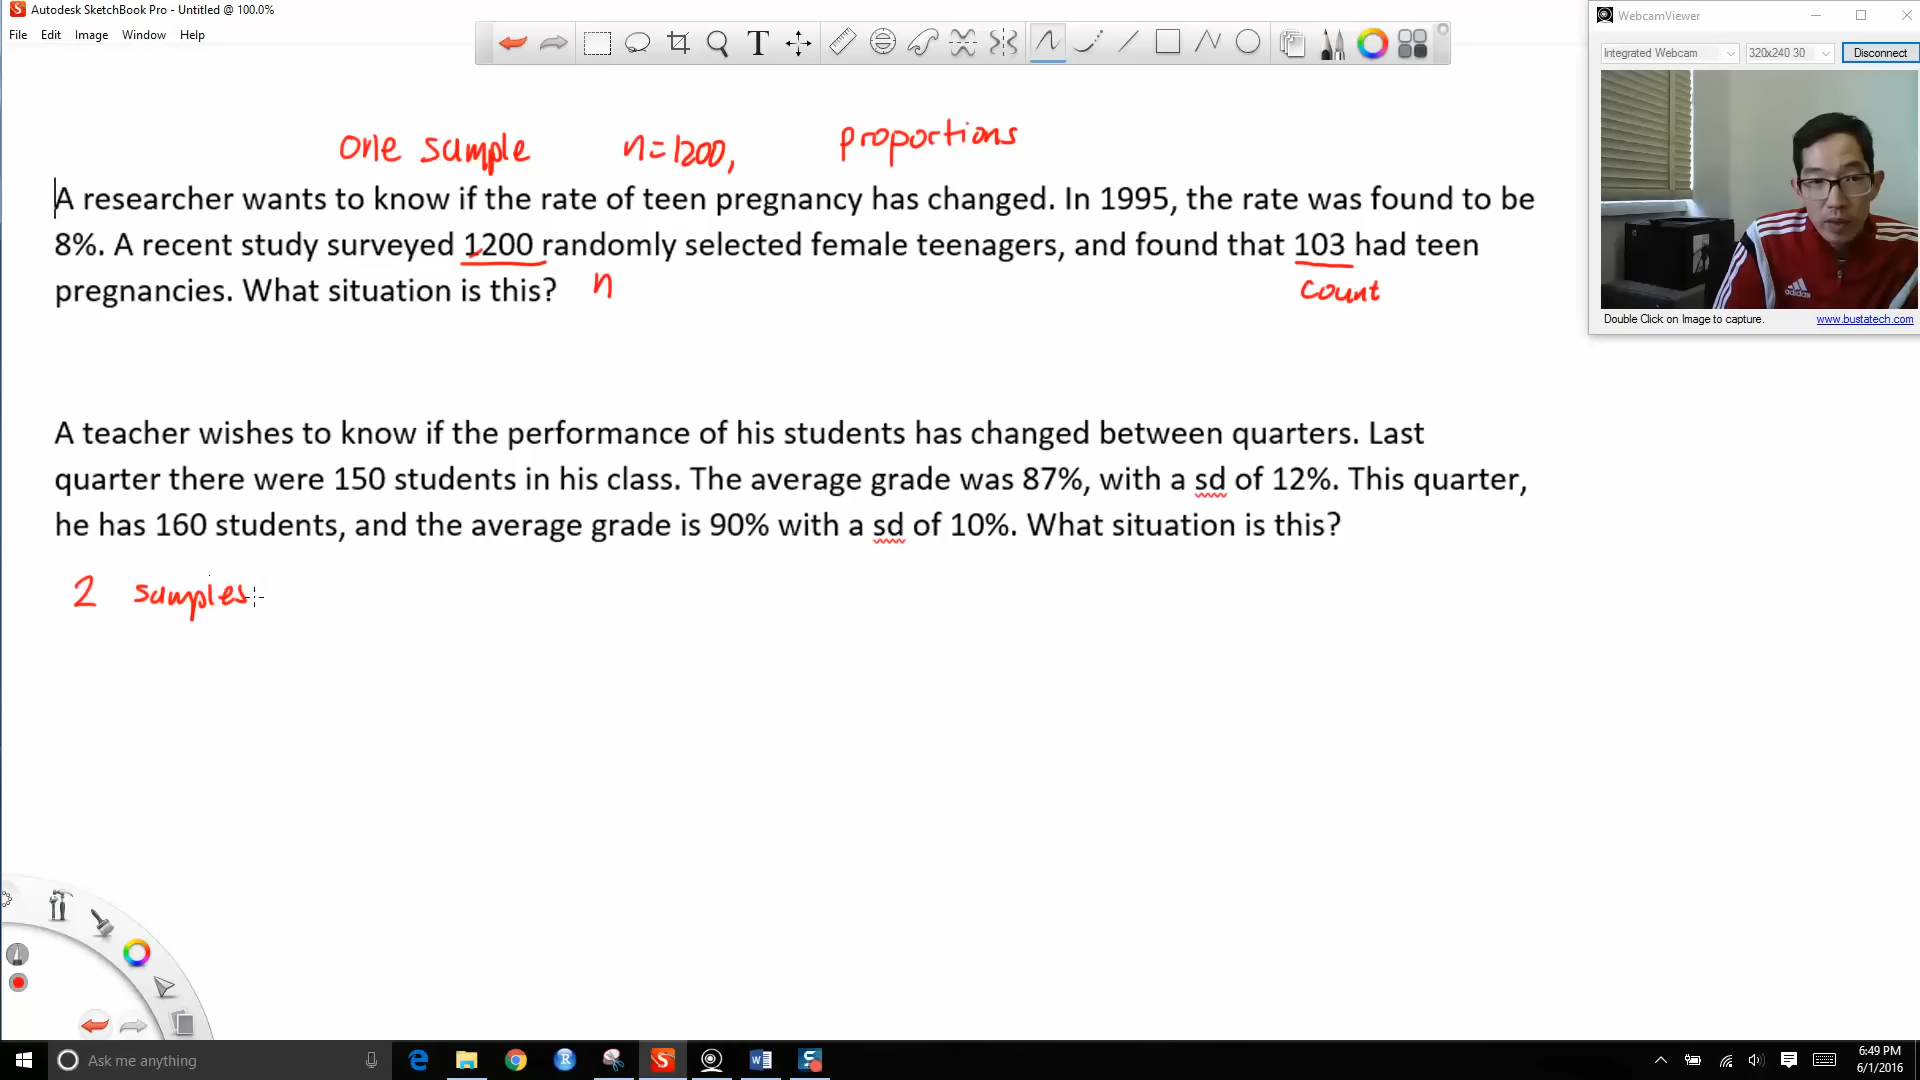 Autodesk SketchBook Pro - Untitled @ 100.0%
File Edit Image Window Help
T
WebcamViewer
Integrated Webcam 320x240 30 Disconnect
one sample n=1200, proportions
A researcher wants to know if the rate of teen pregnancy has changed. In 1995, the rate was found to be
8%. A recent study surveyed 1200 randomly selected female teenagers, and found that 103 had teen
pregnancies. What situation is this? n count
adidas
Double Click on Image to capture. www.bustatech.com
A teacher wishes to know if the performance of his students has changed between quarters. Last
quarter there were 150 students in his class. The average grade was 87%, with a sd of 12%. This quarter,
he has 160 students, and the average grade is 90% with a sd of 10%. What situation is this?
2 samples
Ask me anything
6:49 PM
6/1/2016